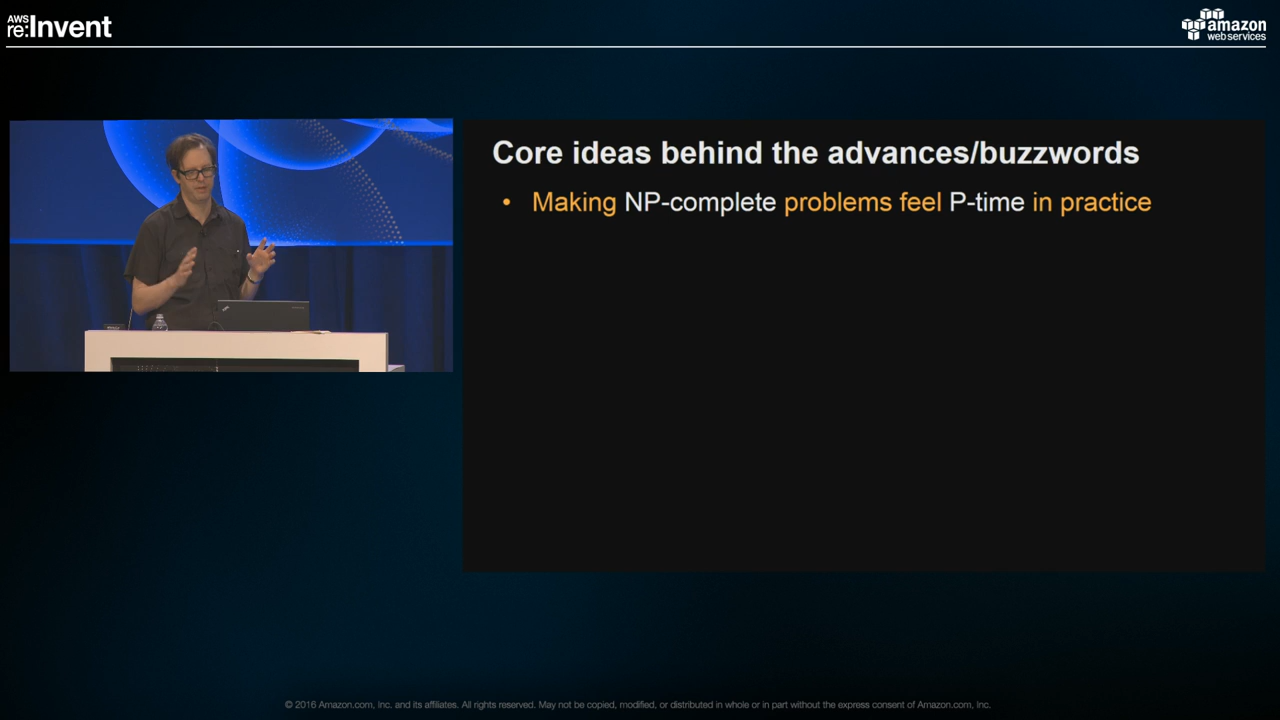 AWS
re:Invent
amazon
web services
Core ideas behind the advances/buzzwords
• Making NP-complete problems feel P-time in practice
© 2016 Amazon.com, Inc. and its affiliates. All rights reserved. May not be copied, modified, or distributed in whole or in part without the express consent of Amazon.com, Inc.